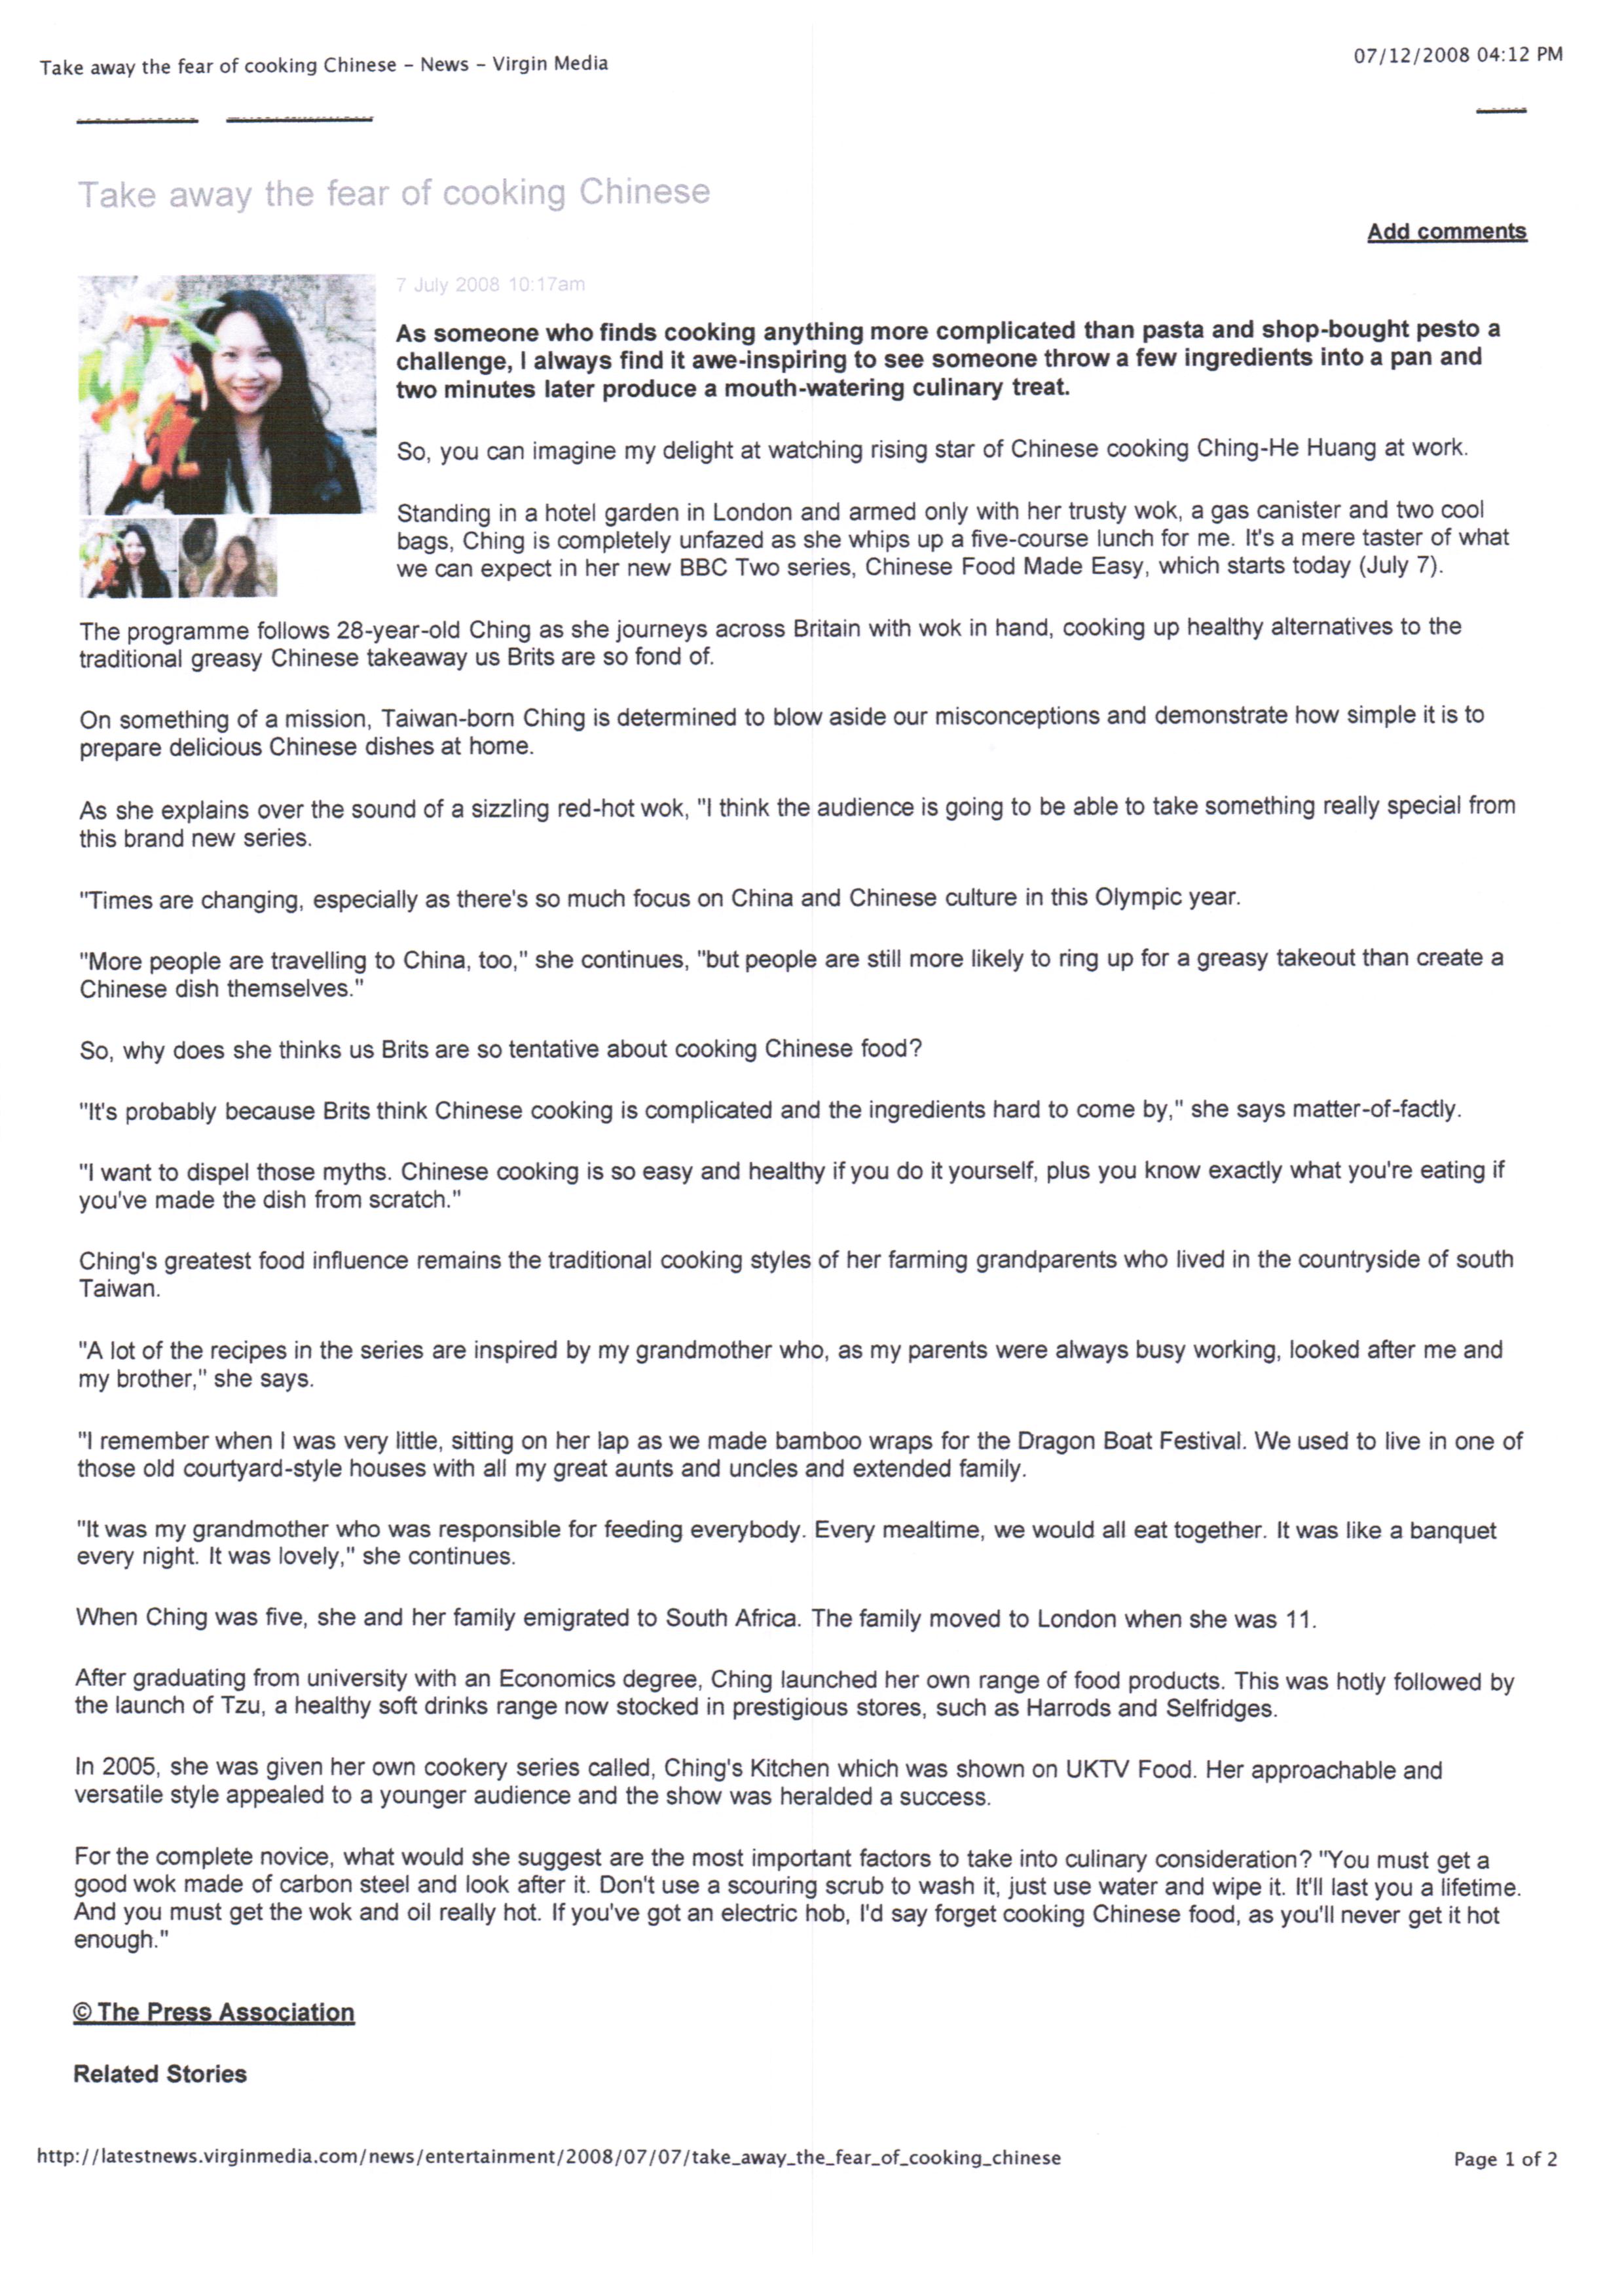 Take away the fear of cooking Chinese – News – Virgin Media
07/12/2008 04:12 PM
Take away the fear of cooking Chinese
Add comments
7 July 2008 10:17am
As someone who finds cooking anything more complicated than pasta and shop-bought pesto a
challenge, I always find it awe-inspiring to see someone throw a few ingredients into a pan and
two minutes later produce a mouth-watering culinary treat.
So, you can imagine my delight at watching rising star of Chinese cooking Ching-He Huang at work.
Standing in a hotel garden in London and armed only with her trusty wok, a gas canister and two cool
bags, Ching is completely unfazed as she whips up a five-course lunch for me. It's a mere taster of what
we can expect in her new BBC Two series, Chinese Food Made Easy, which starts today (July 7).
The programme follows 28-year-old Ching as she journeys across Britain with wok in hand, cooking up healthy alternatives to the
traditional greasy Chinese takeaway us Brits are so fond of.
On something of a mission, Taiwan-born Ching is determined to blow aside our misconceptions and demonstrate how simple it is to
prepare delicious Chinese dishes at home.
As she explains over the sound of a sizzling red-hot wok, "I think the audience is going to be able to take something really special from
this brand new series.
"Times are changing, especially as there's so much focus on China and Chinese culture in this Olympic year.
"More people are travelling to China, too," she continues, "but people are still more likely to ring up for a greasy takeout than create a
Chinese dish themselves."
So, why does she thinks us Brits are so tentative about cooking Chinese food?
"It's probably because Brits think Chinese cooking is complicated and the ingredients hard to come by," she says matter-of-factly.
"I want to dispel those myths. Chinese cooking is so easy and healthy if you do it yourself, plus you know exactly what you're eating if
you've made the dish from scratch."
Ching's greatest food influence remains the traditional cooking styles of her farming grandparents who lived in the countryside of south
Taiwan.
"A lot of the recipes in the series are inspired by my grandmother who, as my parents were always busy working, looked after me and
my brother," she says.
"I remember when I was very little, sitting on her lap as we made bamboo wraps for the Dragon Boat Festival. We used to live in one of
those old courtyard-style houses with all my great aunts and uncles and extended family.
"It was my grandmother who was responsible for feeding everybody. Every mealtime, we would all eat together. It was like a banquet
every night. It was lovely," she continues.
When Ching was five, she and her family emigrated to South Africa. The family moved to London when she was 11.
After graduating from university with an Economics degree, Ching launched her own range of food products. This was hotly followed by
the launch of Tzu, a healthy soft drinks range now stocked in prestigious stores, such as Harrods and Selfridges.
In 2005, she was given her own cookery series called, Ching's Kitchen which was shown on UKTV Food. Her approachable and
versatile style appealed to a younger audience and the show was heralded a success.
For the complete novice, what would she suggest are the most important factors to take into culinary consideration? "You must get a
good wok made of carbon steel and look after it. Don't use a scouring scrub to wash it, just use water and wipe it. It'll last you a lifetime.
And you must get the wok and oil really hot. If you've got an electric hob, I'd say forget cooking Chinese food, as you'll never get it hot
enough."
© The Press Association
Related Stories
http://latestnews.virginmedia.com/news/entertainment/2008/07/07/take_away_the_fear_of_cooking_chinese
Page 1 of 2